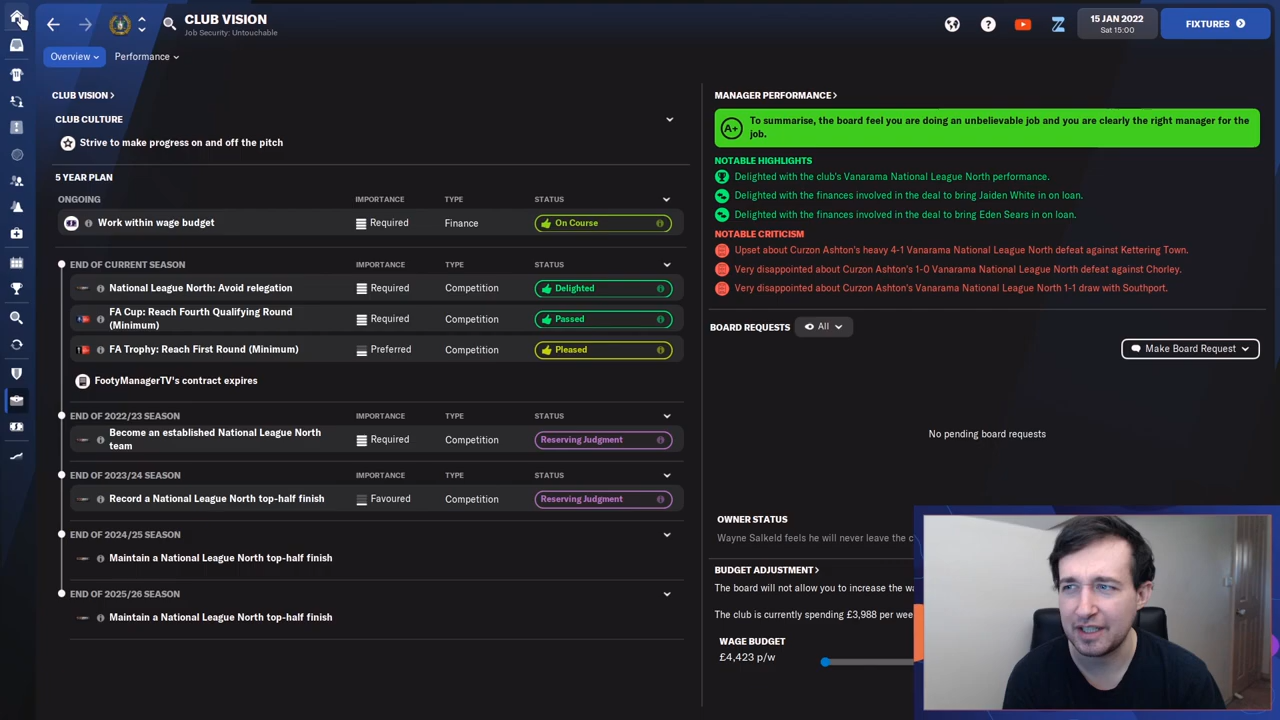 CLUB VISION
Job Security: Untouchable
15 JAN 2022
Sat 15:00
FIXTURES
Overview
Performance
CLUB VISION >
CLUB CULTURE
Strive to make progress on and off the pitch
5 YEAR PLAN
ONGOING IMPORTANCE TYPE STATUS
Work within wage budget Required Finance On Course
END OF CURRENT SEASON IMPORTANCE TYPE STATUS
National League North: Avoid relegation Required Competition Delighted
FA Cup: Reach Fourth Qualifying Round
(Minimum) Required Competition Passed
FA Trophy: Reach First Round (Minimum) Preferred Competition Pleased
FootyManagerTV's contract expires
END OF 2022/23 SEASON IMPORTANCE TYPE STATUS
Become an established National League North
team Required Competition Reserving Judgment
END OF 2023/24 SEASON IMPORTANCE TYPE STATUS
Record a National League North top-half finish Favoured Competition Reserving Judgment
END OF 2024/25 SEASON
Maintain a National League North top-half finish
END OF 2025/26 SEASON
Maintain a National League North top-half finish
MANAGER PERFORMANCE >
A+
To summarise, the board feel you are doing an unbelievable job and you are clearly the right manager for the
job.
NOTABLE HIGHLIGHTS
Delighted with the club's Vanarama National League North performance.
Delighted with the finances involved in the deal to bring Jaiden White in on loan.
Delighted with the finances involved in the deal to bring Eden Sears in on loan.
NOTABLE CRITICISM
Upset about Curzon Ashton's heavy 4-1 Vanarama National League North defeat against Kettering Town.
Very disappointed about Curzon Ashton's 1-0 Vanarama National League North defeat against Chorley.
Very disappointed about Curzon Ashton's Vanarama National League North 1-1 draw with Southport.
BOARD REQUESTS All
Make Board Request
No pending board requests
OWNER STATUS
Wayne Salkeld feels he will never leave the c
BUDGET ADJUSTMENT >
The board will not allow you to increase the wa
The club is currently spending £3,988 per wee
WAGE BUDGET
£4,423 p/w